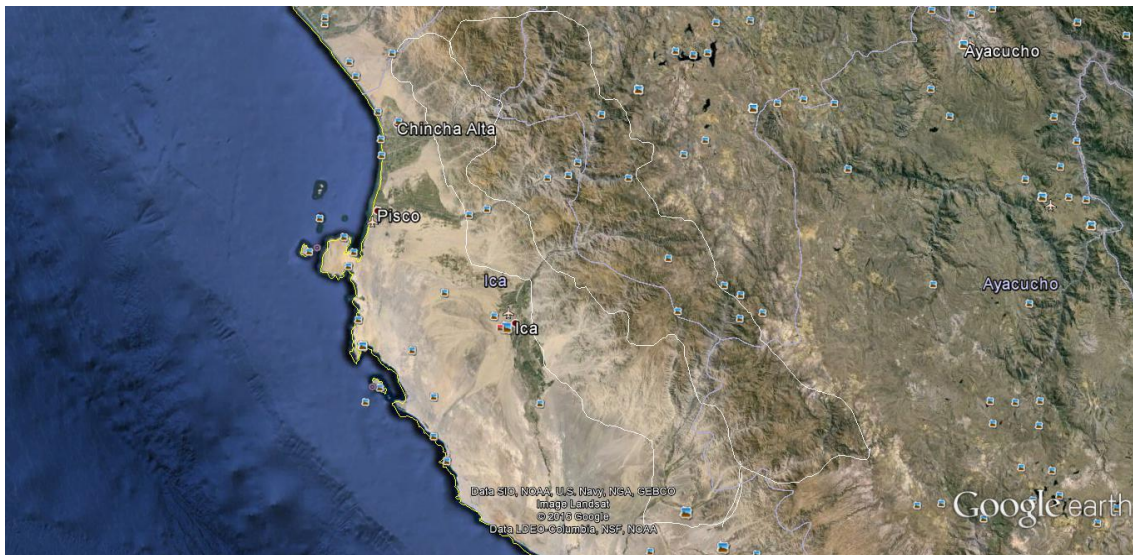 Ayacucho
Chincha Alta
Pisco
Ica
Ayacucho
Ica
Data SIO, NOAA, U.S. Navy, NGA, GEBCO
Image Landsat
© 2016 Google
Data LDEO-Columbia, NSF, NOAA
Google earth